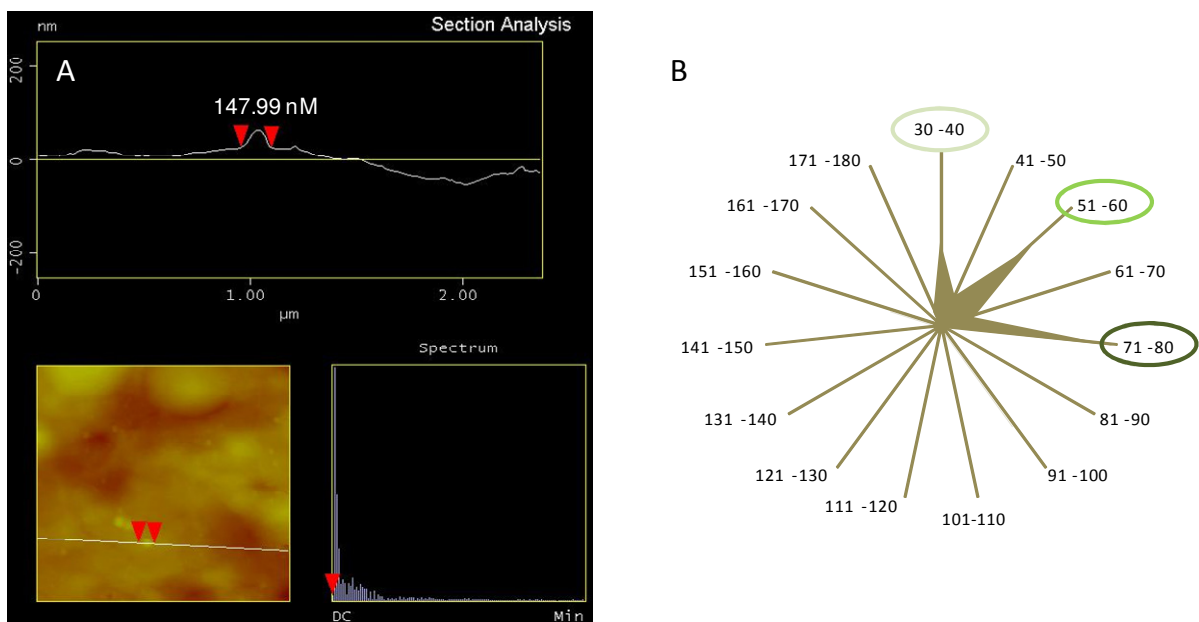 nm
Section Analysis
A
147.99 nM
200
0
-200
0
1.00
2.00
µm
Spectrum
DC
Min
B
30 -40
41 -50
51 -60
61 -70
71 -80
81 -90
91 -100
101-110
111 -120
121 -130
131 -140
141 -150
151 -160
161 -170
171 -180